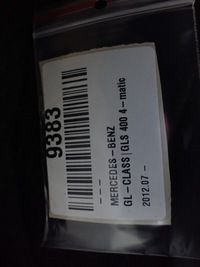 9383
– – –
MERCEDES – BENZ
GL – CLASS |GLS 400 4 – matic
2012.07 –